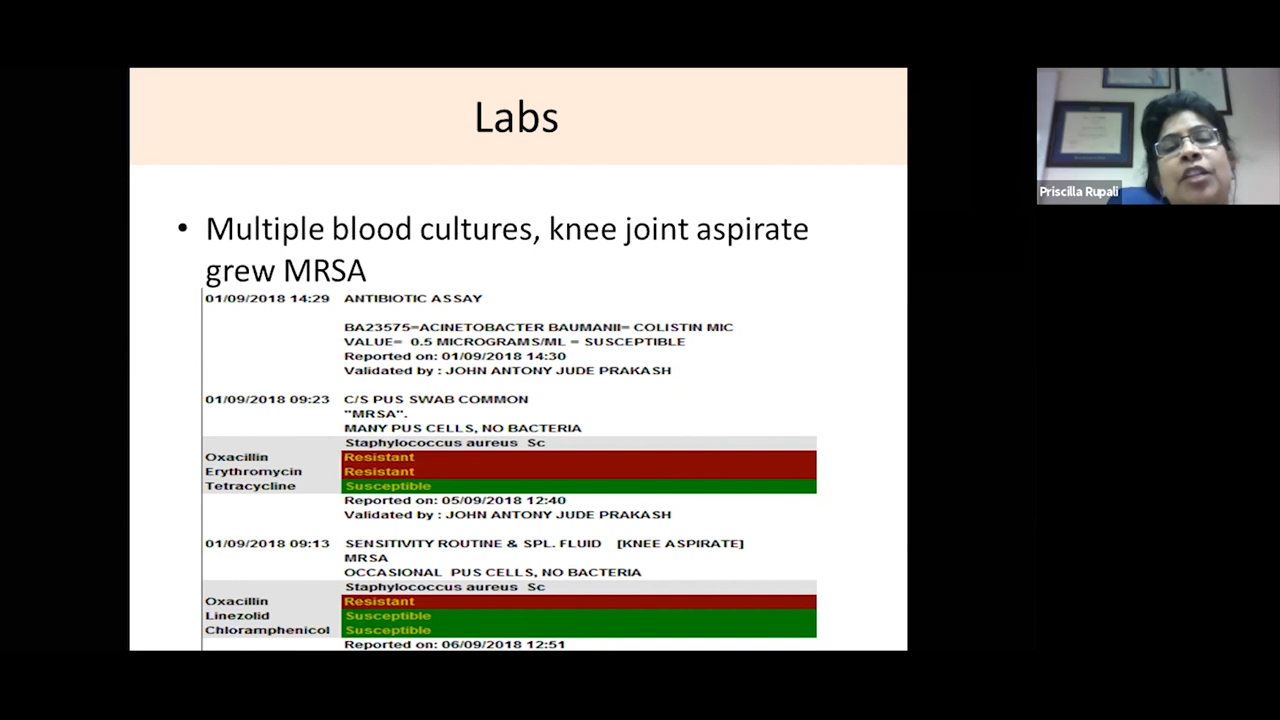 Labs
• Multiple blood cultures, knee joint aspirate
grew MRSA
01/09/2018 14:29 ANTIBIOTIC ASSAY
BA23575=ACINETOBACTER BAUMANII= COLISTIN MIC
VALUE= 0.5 MICROGRAMS/ML = SUSCEPTIBLE
Reported on: 01/09/2018 14:30
Validated by : JOHN ANTONY JUDE PRAKASH
01/09/2018 09:23 C/S PUS SWAB COMMON
"MRSA".
MANY PUS CELLS, NO BACTERIA
Staphylococcus aureus Sc
Oxacillin Resistant
Erythromycin Resistant
Tetracycline Susceptible
Reported on: 05/09/2018 12:40
Validated by : JOHN ANTONY JUDE PRAKASH
01/09/2018 09:13 SENSITIVITY ROUTINE & SPL. FLUID [KNEE ASPIRATE]
MRSA
OCCASIONAL PUS CELLS, NO BACTERIA
Staphylococcus aureus Sc
Oxacillin Resistant
Linezolid Susceptible
Chloramphenicol Susceptible
Reported on: 06/09/2018 12:51
Priscilla Rupali